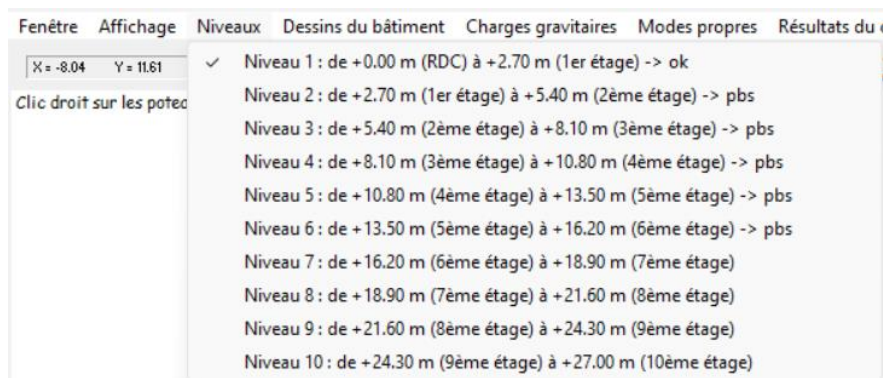 Fenêtre Affichage Niveaux Dessins du bâtiment Charges gravitaires Modes propres Résultats du
X = -8.04 Y = 11.61
Clic droit sur les potea
✓ Niveau 1 : de +0.00 m (RDC) à +2.70 m (1er étage) -> ok
Niveau 2 : de +2.70 m (1er étage) à +5.40 m (2ème étage) -> pbs
Niveau 3 : de +5.40 m (2ème étage) à +8.10 m (3ème étage) -> pbs
Niveau 4 : de +8.10 m (3ème étage) à +10.80 m (4ème étage) -> pbs
Niveau 5 : de +10.80 m (4ème étage) à +13.50 m (5ème étage) -> pbs
Niveau 6 : de +13.50 m (5ème étage) à +16.20 m (6ème étage) -> pbs
Niveau 7 : de +16.20 m (6ème étage) à +18.90 m (7ème étage)
Niveau 8 : de +18.90 m (7ème étage) à +21.60 m (8ème étage)
Niveau 9 : de +21.60 m (8ème étage) à +24.30 m (9ème étage)
Niveau 10 : de +24.30 m (9ème étage) à +27.00 m (10ème étage)